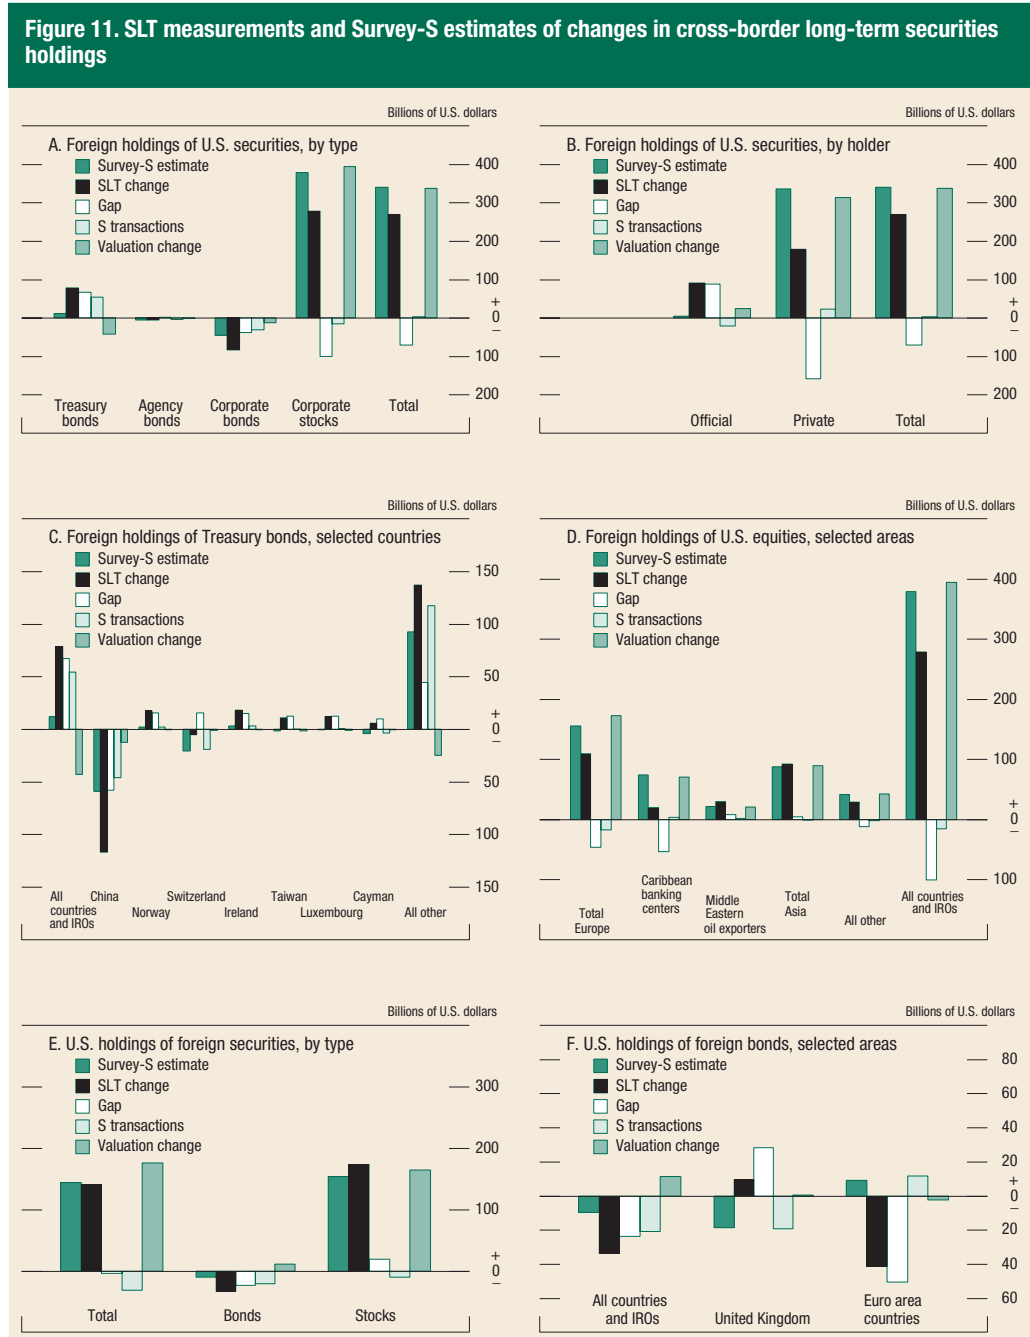 Figure 11. SLT measurements and Survey-S estimates of changes in cross-border long-term securities
holdings
Billions of U.S. dollars
A. Foreign holdings of U.S. securities, by type
Survey-S estimate
SLT change
Gap
S transactions
Valuation change
400
300
200
100
+
0
–
100
200
Treasury bonds
Agency bonds
Corporate bonds
Corporate stocks
Total
Billions of U.S. dollars
B. Foreign holdings of U.S. securities, by holder
Survey-S estimate
SLT change
Gap
S transactions
Valuation change
400
300
200
100
+
0
–
100
200
Official
Private
Total
Billions of U.S. dollars
C. Foreign holdings of Treasury bonds, selected countries
Survey-S estimate
SLT change
Gap
S transactions
Valuation change
150
100
50
+
0
–
50
100
150
All countries and IROs
China
Norway
Switzerland
Ireland
Taiwan
Luxembourg
Cayman
All other
Billions of U.S. dollars
D. Foreign holdings of U.S. equities, selected areas
Survey-S estimate
SLT change
Gap
S transactions
Valuation change
400
300
200
100
+
0
–
100
Total Europe
Caribbean banking centers
Middle Eastern oil exporters
Total Asia
All other
All countries and IROs
Billions of U.S. dollars
E. U.S. holdings of foreign securities, by type
Survey-S estimate
SLT change
Gap
S transactions
Valuation change
300
200
100
+
0
–
Total
Bonds
Stocks
Billions of U.S. dollars
F. U.S. holdings of foreign bonds, selected areas
Survey-S estimate
SLT change
Gap
S transactions
Valuation change
80
60
40
20
+
0
–
20
40
60
All countries and IROs
United Kingdom
Euro area countries